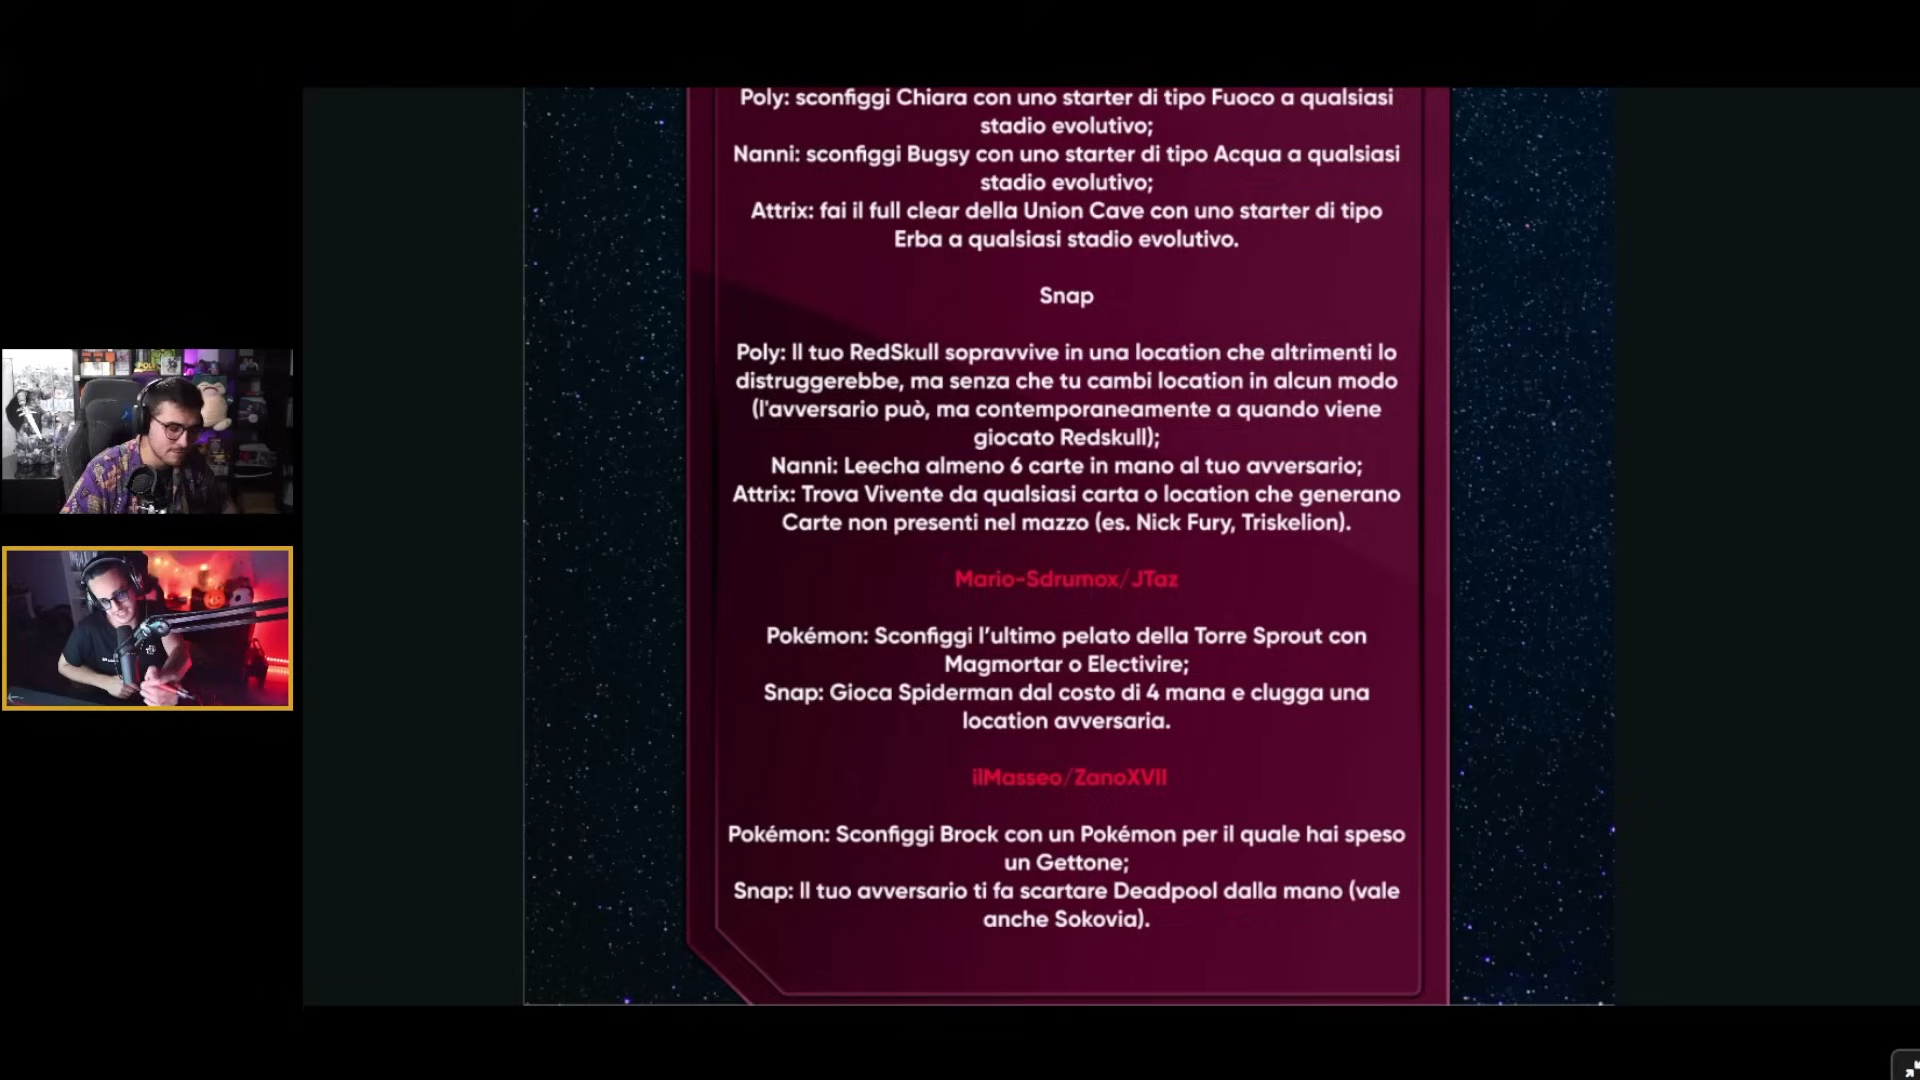 Poly: sconfiggi Chiara con uno starter di tipo Fuoco a qualsiasi
stadio evolutivo;
Nanni: sconfiggi Bugsy con uno starter di tipo Acqua a qualsiasi
stadio evolutivo;
Attrix: fai il full clear della Union Cave con uno starter di tipo
Erba a qualsiasi stadio evolutivo.
Snap
Poly: Il tuo RedSkull sopravvive in una location che altrimenti lo
distruggerebbe, ma senza che tu cambi location in alcun modo
(l'avversario può, ma contemporaneamente a quando viene
giocato Redskull);
Nanni: Leecha almeno 6 carte in mano al tuo avversario;
Attrix: Trova Vivente da qualsiasi carta o location che generano
Carte non presenti nel mazzo (es. Nick Fury, Triskelion).
Mario-Sdrumox/JTaz
Pokémon: Sconfiggi l’ultimo pelato della Torre Sprout con
Magmortar o Electivire;
Snap: Gioca Spiderman dal costo di 4 mana e clugga una
location avversaria.
ilMasseo/ZanoXVII
Pokémon: Sconfiggi Brock con un Pokémon per il quale hai speso
un Gettone;
Snap: Il tuo avversario ti fa scartare Deadpool dalla mano (vale
anche Sokovia).